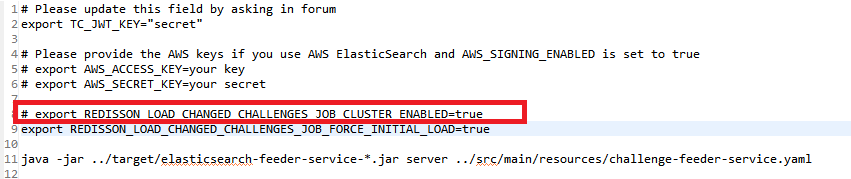 1 # Please update this field by asking in forum
2 export TC_JWT_KEY="secret"
3
4 # Please provide the AWS keys if you use AWS ElasticSearch and AWS_SIGNING_ENABLED is set to true
5 # export AWS_ACCESS_KEY=your key
6 # export AWS_SECRET_KEY=your secret
7
8 # export REDISSON_LOAD_CHANGED_CHALLENGES_JOB_CLUSTER_ENABLED=true
9 export REDISSON_LOAD_CHANGED_CHALLENGES_JOB_FORCE_INITIAL_LOAD=true
10
11 java -jar ../target/elasticsearch-feeder-service-*.jar server ../src/main/resources/challenge-feeder-service.yaml
12